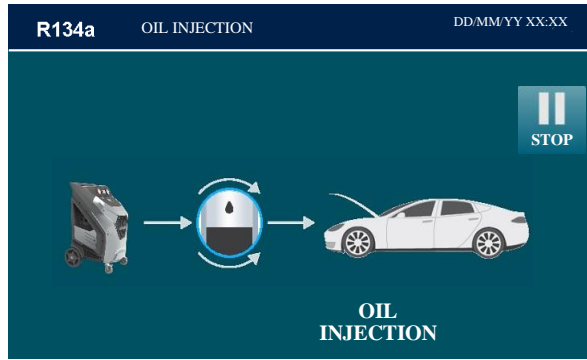 R134a OIL INJECTION DD/MM/YY XX:XX
STOP
OIL
INJECTION